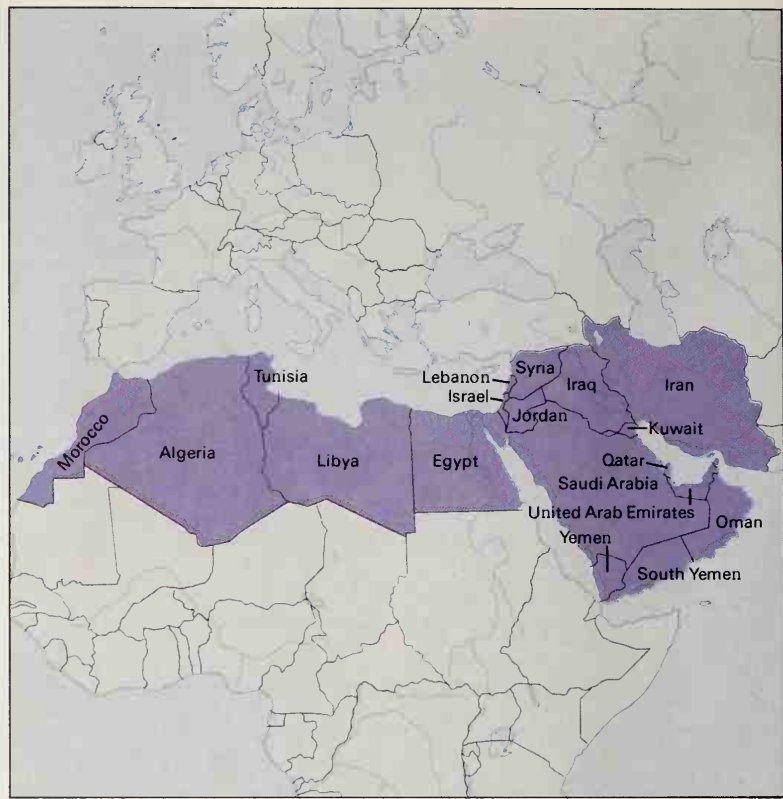 Tunisia
Morocco
Algeria
Libya
Egypt
Lebanon
Israel
Syria
Jordan
Iraq
Iran
Kuwait
Qatar
Saudi Arabia
United Arab Emirates
Oman
Yemen
South Yemen